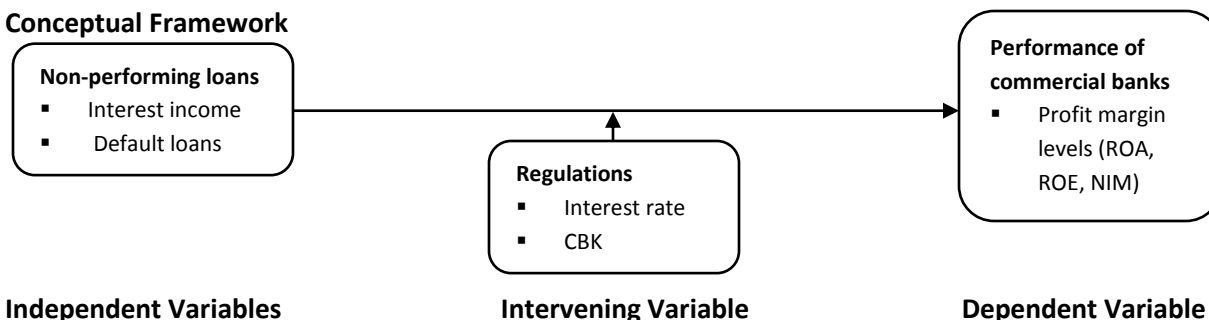 Conceptual Framework
Non-performing loans
▪ Interest income
▪ Default loans
Regulations
▪ Interest rate
▪ CBK
Performance of
commercial banks
▪ Profit margin
levels (ROA,
ROE, NIM)
Independent Variables
Intervening Variable
Dependent Variable